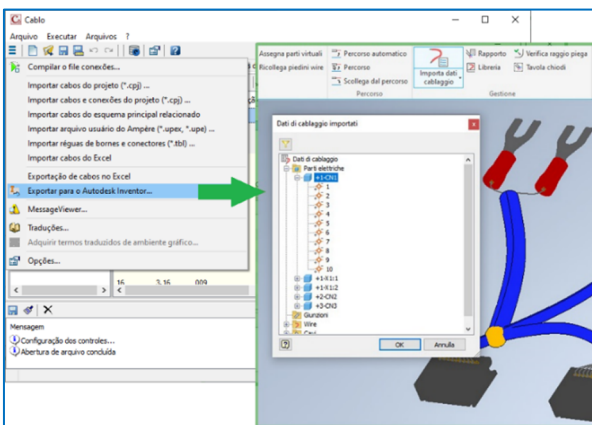 Cablo
Arquivo Executar Arquivos ?
Compilar o file conexões...
Importar cabos do projeto (*.cpj) ...
Importar cabos e conexões do projeto (*.cpj) ...
Importar cabos do esquema principal relacionado
Importar arquivo usuário do Ampère (*.upex, *.upe) ...
Importar réguas de bornes e conectores (*.tbl) ...
Importar cabos do Excel
Exportação de cabos no Excel
Exportar para o Autodesk Inventor...
MessageViewer...
Traduções...
Adquirir termos traduzidos de ambiente gráfico...
Opções...
16 3.16 009
Mensagem
Configuração dos controles...
Abertura de arquivo concluída
Assegna parti virtuali
Ricollega piedini wire
Percorso automatico
Percorso
Scollega dal percorso
Percorso
Importa dati cablaggio
Rapporto
Libreria
Verifica raggio piega
Tavola chiodi
Gestione
Dati di cablaggio importati
Dati di cablaggio
Parti elettriche
+1-CN1
1
2
3
4
5
6
7
8
9
10
+1-X1:1
+1-X1:2
+2-CN2
+3-CN3
Giunzioni
Wire
Cavi
OK Annulla